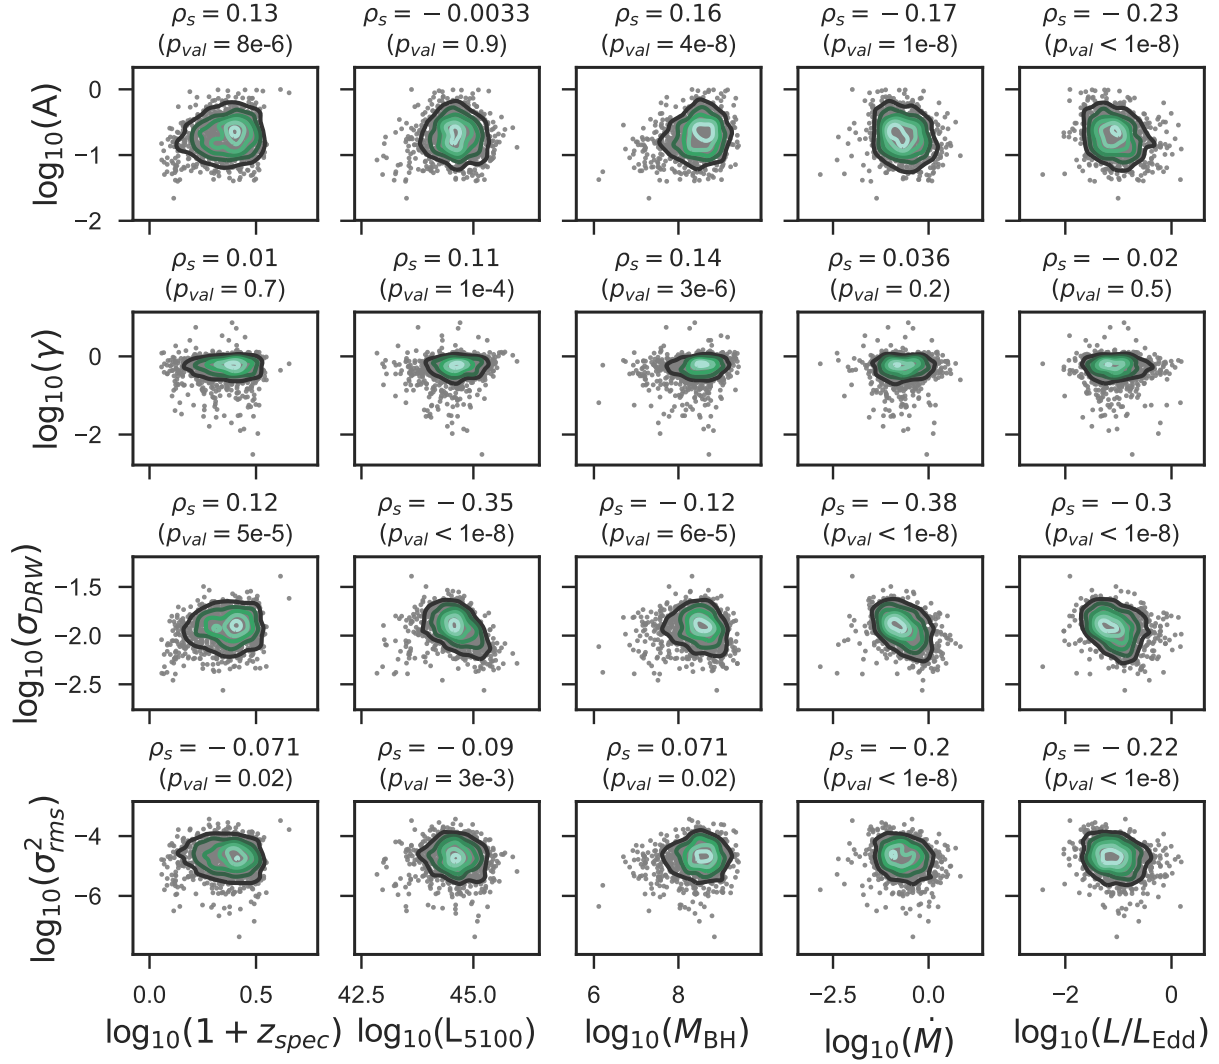 ρs = 0.13 ρs = −0.0033 ρs = 0.16 ρs = −0.17 ρs = −0.23
(pval = 8e-6) (pval = 0.9) (pval = 4e-8) (pval = 1e-8) (pval < 1e-8)
log10(A)
0
−1
−2
ρs = 0.01 ρs = 0.11 ρs = 0.14 ρs = 0.036 ρs = −0.02
(pval = 0.7) (pval = 1e-4) (pval = 3e-6) (pval = 0.2) (pval = 0.5)
log10(γ)
0
−2
ρs = 0.12 ρs = −0.35 ρs = −0.12 ρs = −0.38 ρs = −0.3
(pval = 5e-5) (pval < 1e-8) (pval = 6e-5) (pval < 1e-8) (pval < 1e-8)
log10(σDRW)
−1.5
−2.0
−2.5
ρs = −0.071 ρs = −0.09 ρs = 0.071 ρs = −0.2 ρs = −0.22
(pval = 0.02) (pval = 3e-3) (pval = 0.02) (pval < 1e-8) (pval < 1e-8)
log10(σ²rms)
−4
−6
0.0 0.5 42.5 45.0 6 8 −2.5 0.0 −2 0
log10(1 + zspec) log10(L5100) log10(MBH) log10(Ṁ) log10(L/LEdd)